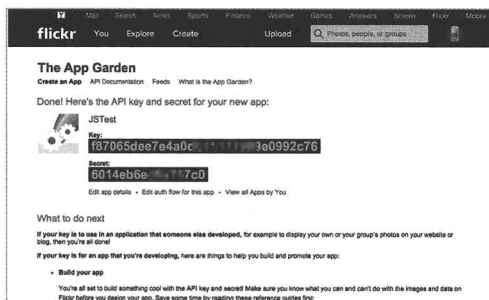 Mail Search News Sports Finance Weather Games Answers Screen Flickr Mobile
flickr You Explore Create Upload Photos, people, or groups
The App Garden
Create an App API Documentation Feeds What is the App Garden?
Done! Here's the API key and secret for your new app:
JSTest
Key:
f87065dee7e4a0c 9e0992c76
Secret:
6014eb6e 7c0
Edit app details • Edit auth flow for this app • View all Apps by You
What to do next
If your key is to use in an application that someone else developed, for example to display your own or your group's photos on your website or
blog, then you're all done!
If your key is for an app that you're developing, here are things to help you build and promote your app:
• Build your app
You're all set to build something cool with the API key and secret! Make sure you know what you can and can't do with the images and data on
Flickr before you design your app. Save some time by reading these reference guides first: